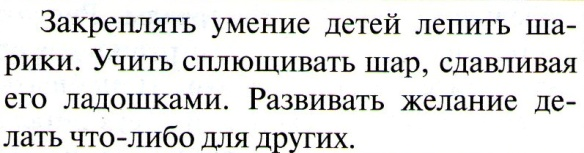 Закреплять умение детей лепить ша-
рики. Учить сплющивать шар, сдавливая
его ладошками. Развивать желание де-
лать что-либо для других.